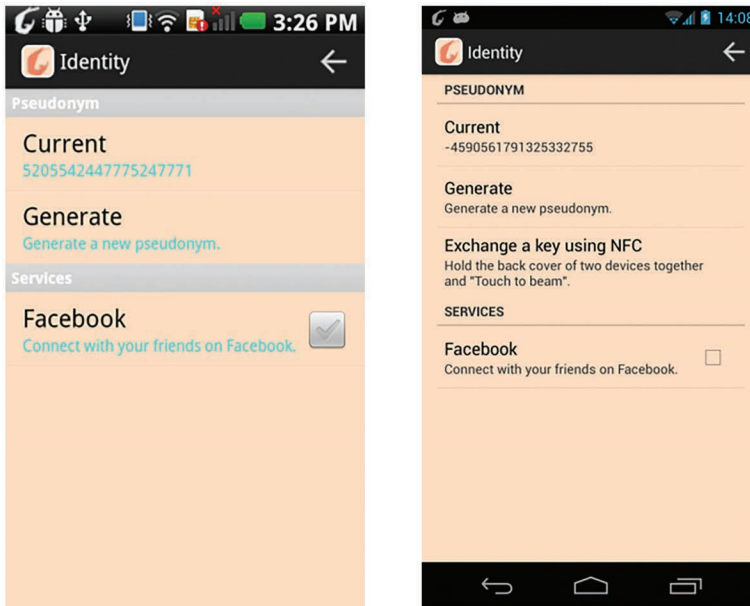 3:26 PM
Identity
Pseudonym
Current
5205542447775247771
Generate
Generate a new pseudonym.
Services
Facebook
Connect with your friends on Facebook.
14:08
Identity
PSEUDONYM
Current
-4590561791325332755
Generate
Generate a new pseudonym.
Exchange a key using NFC
Hold the back cover of two devices together
and "Touch to beam".
SERVICES
Facebook
Connect with your friends on Facebook.